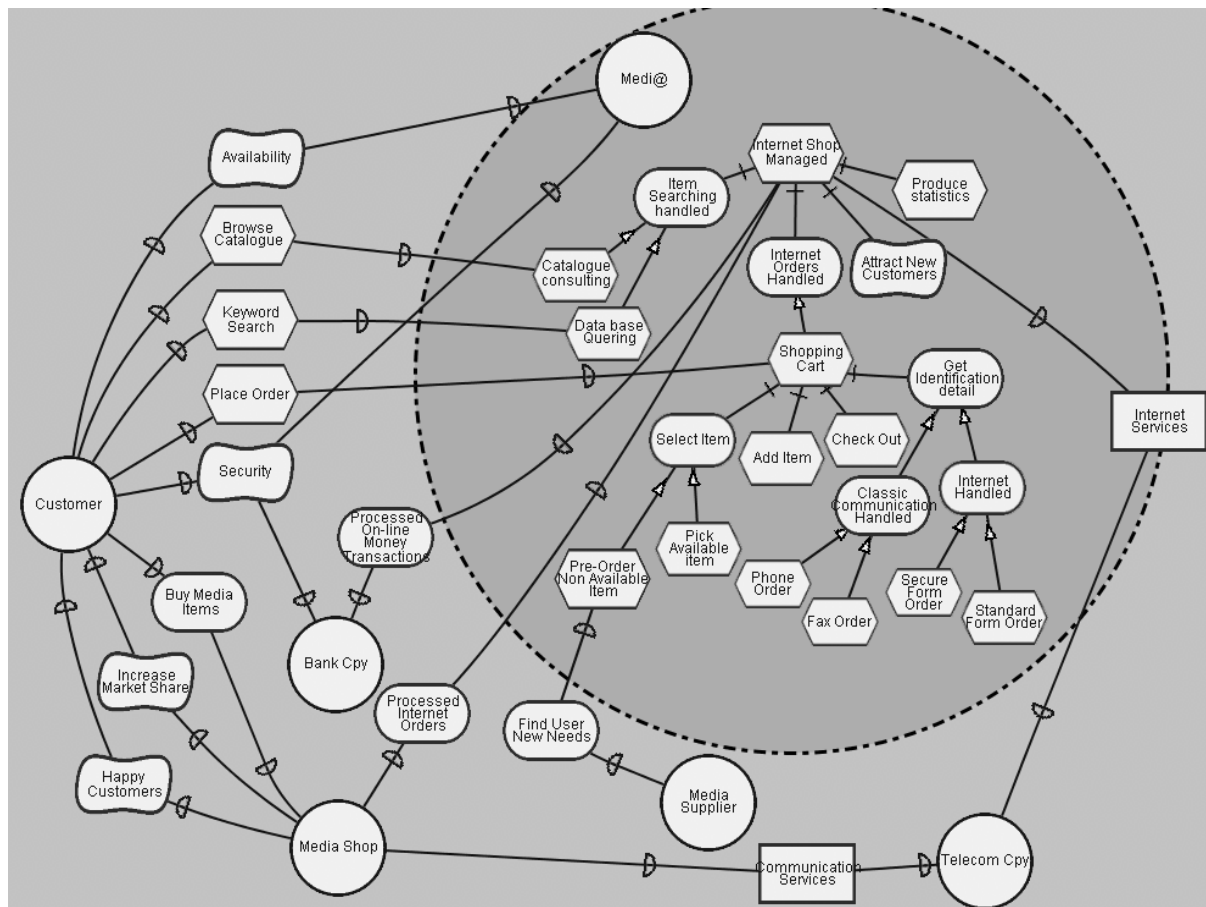 Medi@
Availability
Internet Shop
Managed
Item
Searching
handled
Produce
statistics
Browse
Catalogue
Catalogue
consulting
Internet
Orders
Handled
Attract New
Customers
Keyword
Search
Data base
Quering
Shopping
Cart
Get
Identification
detail
Place Order
Internet
Services
Select Item
Add Item
Check Out
Security
Customer
Processed
On-line
Money
Transactions
Classic
Communication
Handled
Internet
Handled
Pick
Available
item
Pre-Order
Non Available
Item
Phone
Order
Secure
Form
Order
Fax Order
Standard
Form Order
Buy Media
Items
Bank Cpy
Increase
Market Share
Processed
Internet
Orders
Find User
New Needs
Happy
Customers
Media
Supplier
Media Shop
Communication
Services
Telecom Cpy